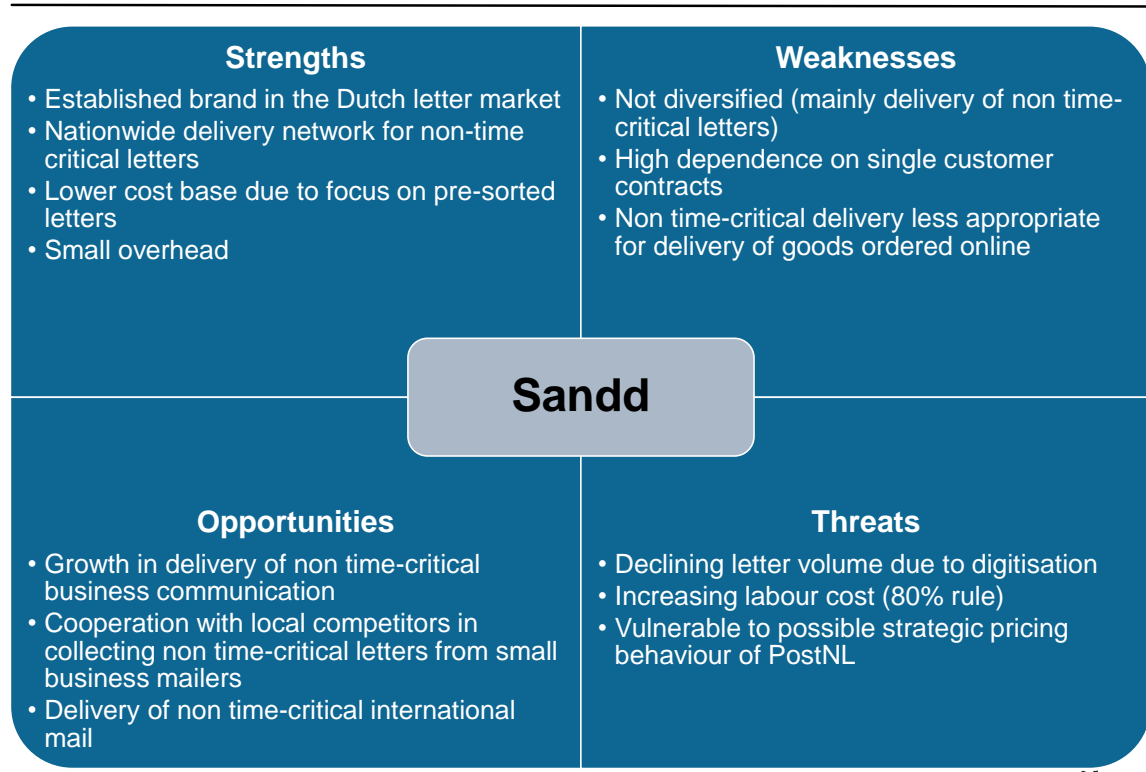 Strengths
• Established brand in the Dutch letter market
• Nationwide delivery network for non-time
critical letters
• Lower cost base due to focus on pre-sorted
letters
• Small overhead
Weaknesses
• Not diversified (mainly delivery of non time-
critical letters)
• High dependence on single customer
contracts
• Non time-critical delivery less appropriate
for delivery of goods ordered online
Sandd
Opportunities
• Growth in delivery of non time-critical
business communication
• Cooperation with local competitors in
collecting non time-critical letters from small
business mailers
• Delivery of non time-critical international
mail
Threats
• Declining letter volume due to digitisation
• Increasing labour cost (80% rule)
• Vulnerable to possible strategic pricing
behaviour of PostNL